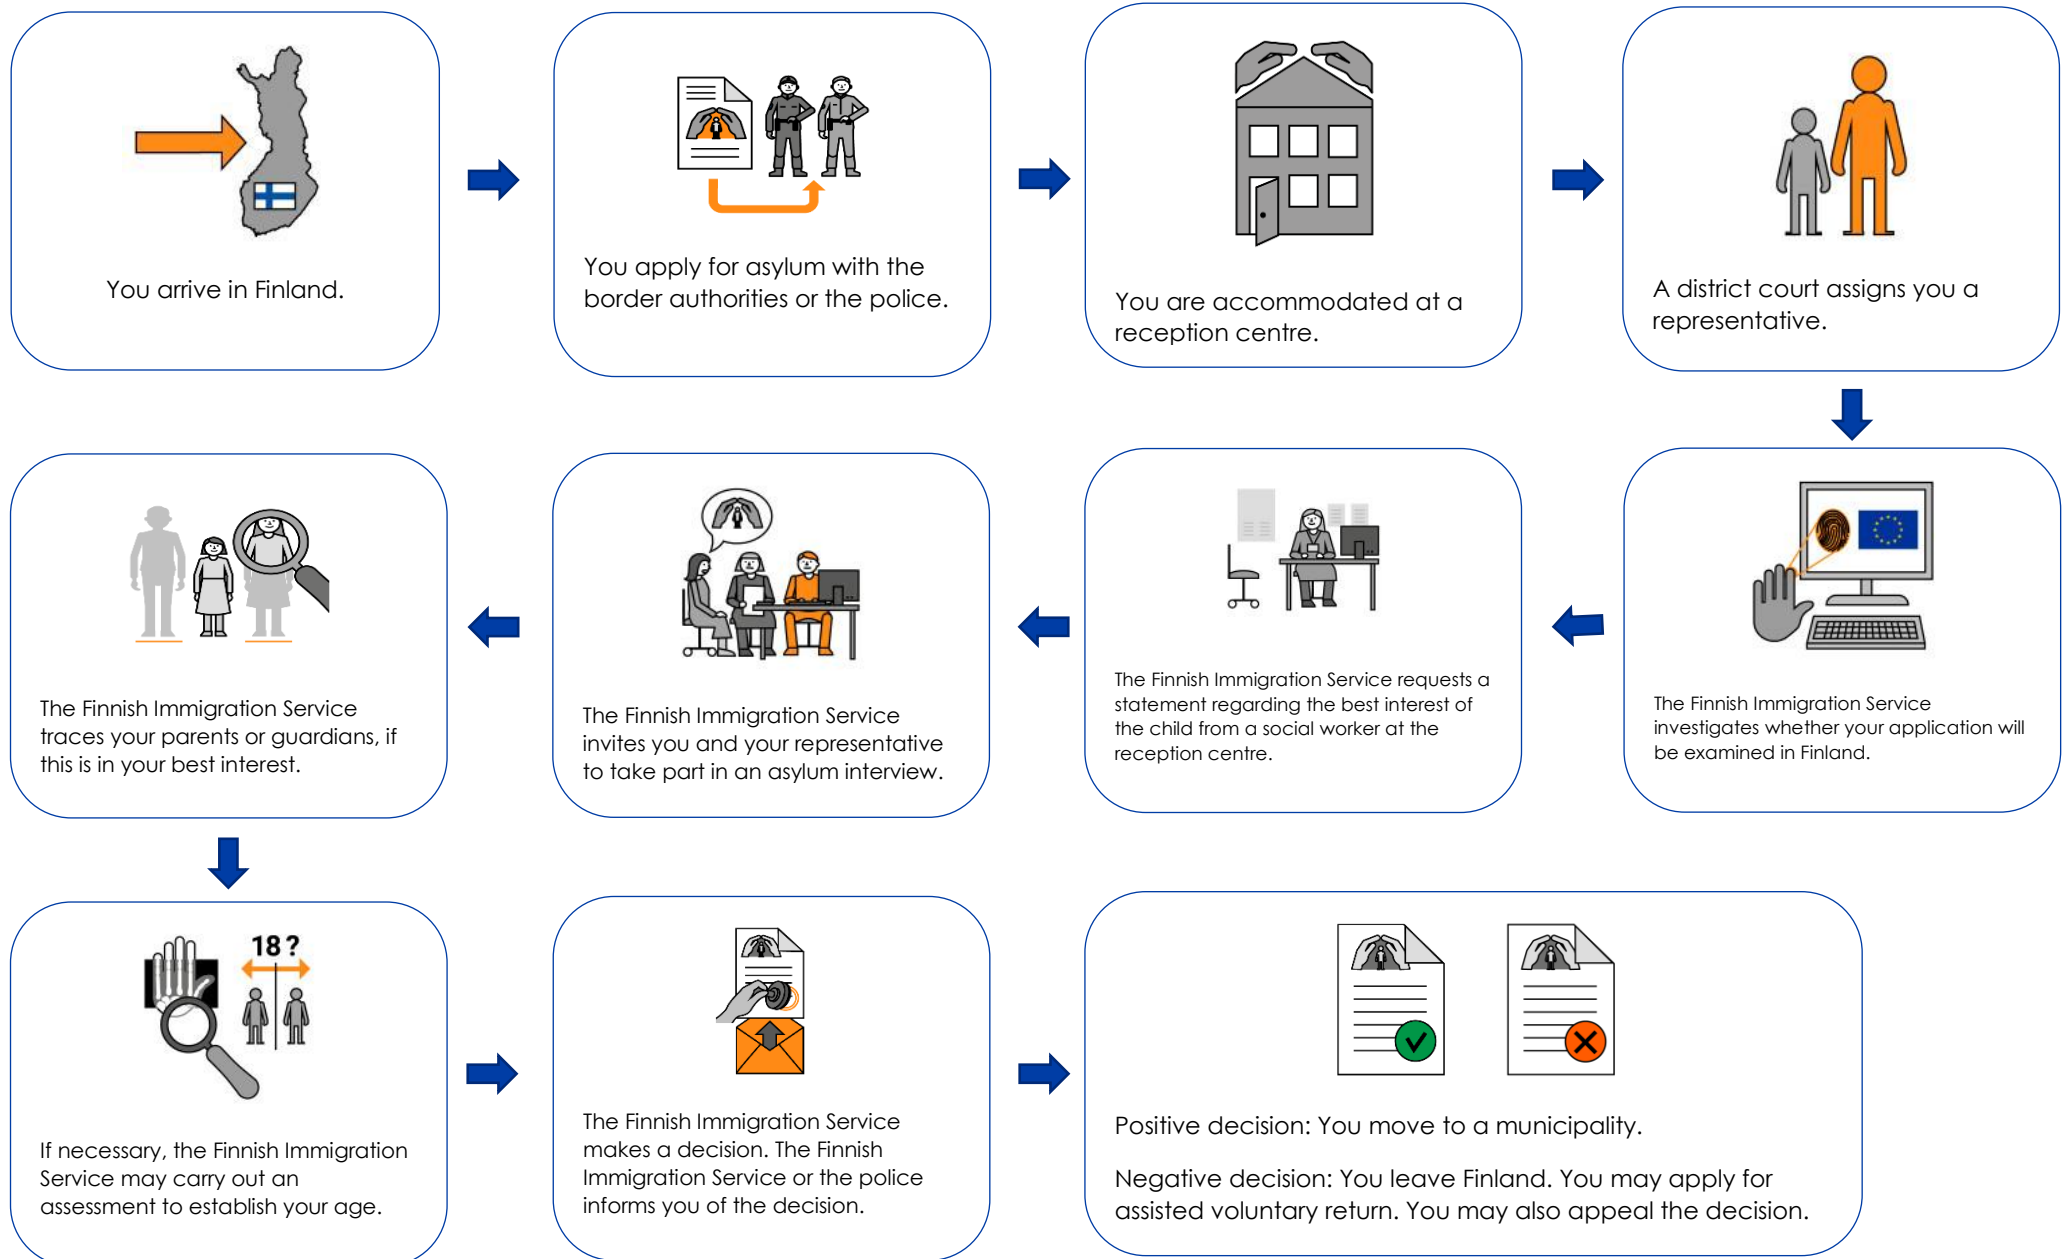 You arrive in Finland.
You apply for asylum with the
border authorities or the police.
You are accommodated at a
reception centre.
A district court assigns you a
representative.
The Finnish Immigration Service
investigates whether your application will
be examined in Finland.
The Finnish Immigration Service requests a
statement regarding the best interest of
the child from a social worker at the
reception centre.
The Finnish Immigration Service
invites you and your representative
to take part in an asylum interview.
The Finnish Immigration Service
traces your parents or guardians, if
this is in your best interest.
18?
If necessary, the Finnish Immigration
Service may carry out an
assessment to establish your age.
The Finnish Immigration Service
makes a decision. The Finnish
Immigration Service or the police
informs you of the decision.
Positive decision: You move to a municipality.
Negative decision: You leave Finland. You may apply for
assisted voluntary return. You may also appeal the decision.